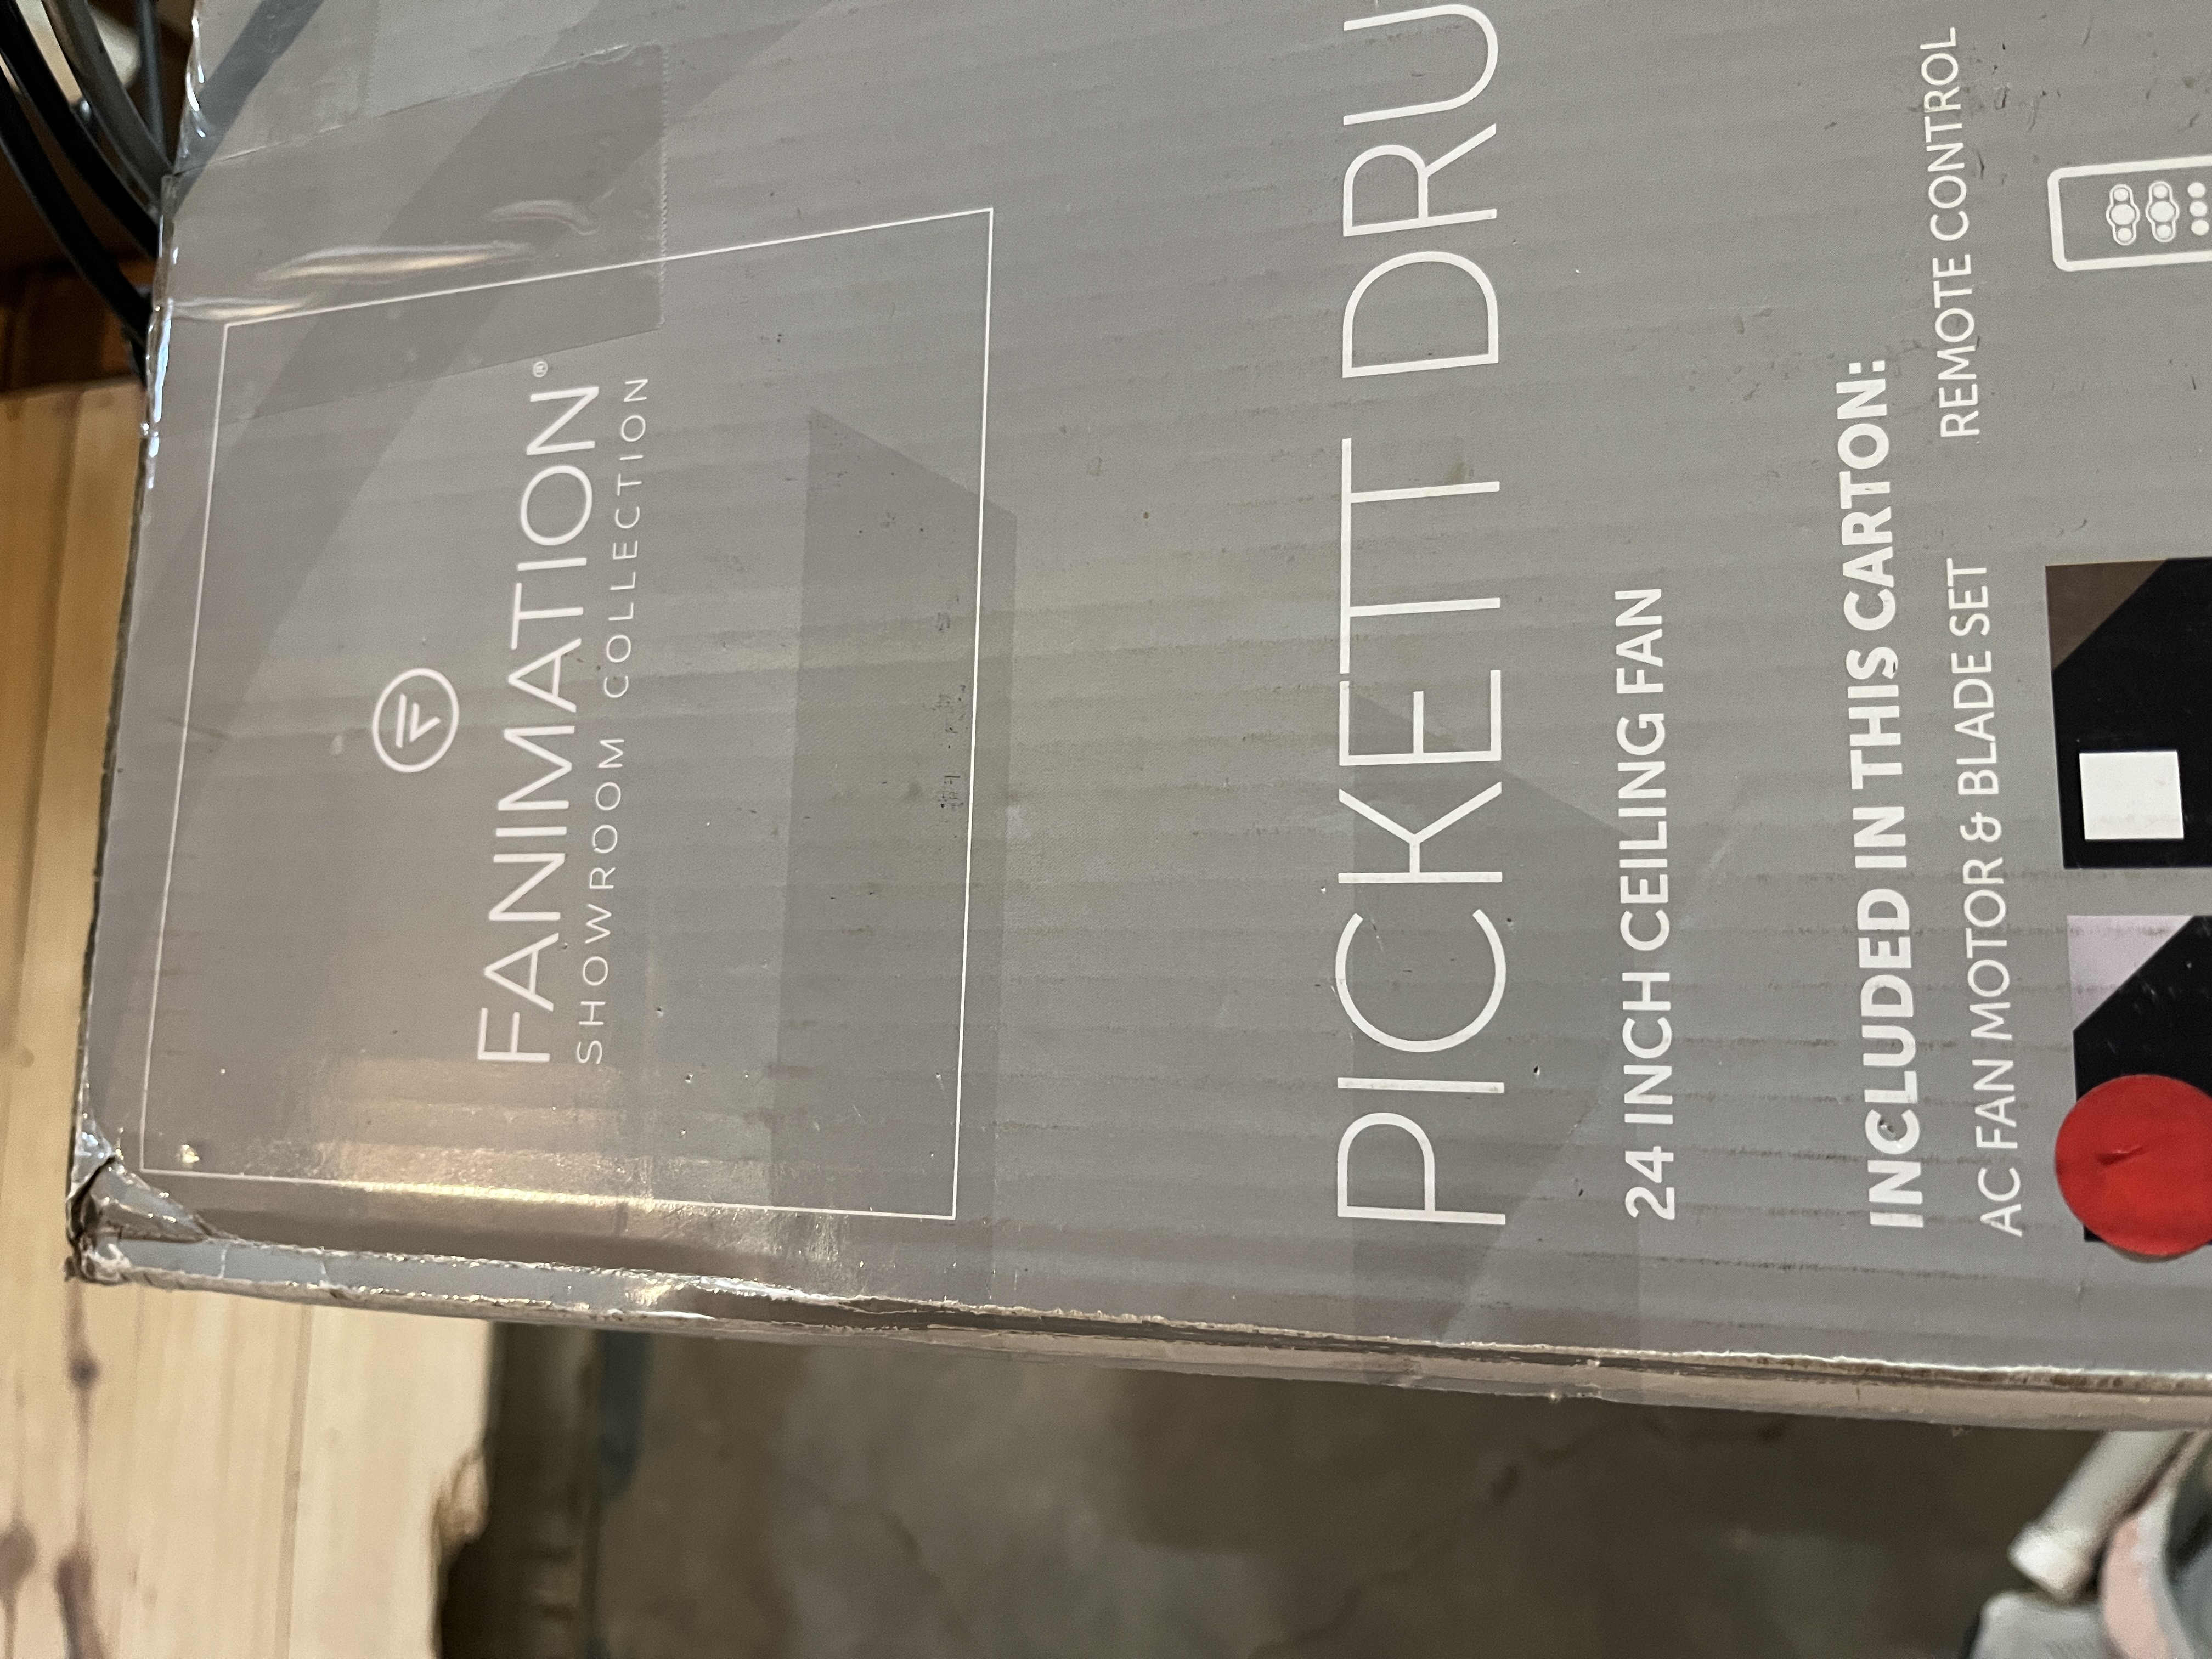 FANIMATION®
SHOWROOM COLLECTION
PICKETT DRU
24 INCH CEILING FAN
INCLUDED IN THIS CARTON:
AC FAN MOTOR & BLADE SET
REMOTE CONTROL